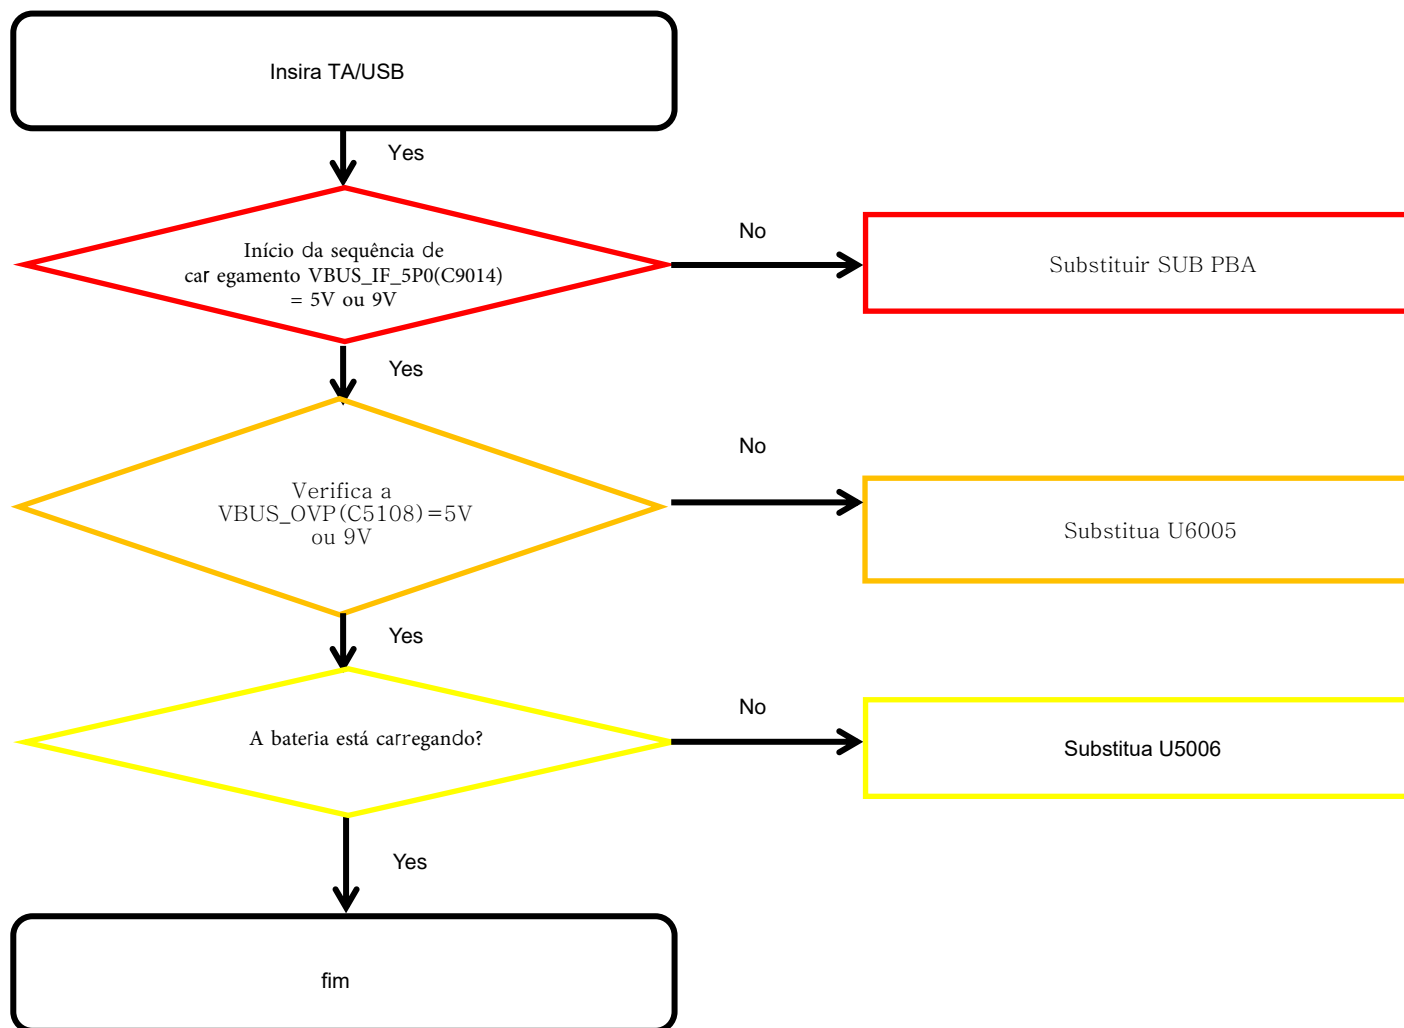 Insira TA/USB
Yes
Início da sequência de
car egamento VBUS_IF_5P0(C9014)
= 5V ou 9V
No
Substituir SUB PBA
Yes
Verifica a
VBUS_OVP(C5108)=5V
ou 9V
No
Substitua U6005
Yes
A bateria está carregando?
No
Substitua U5006
Yes
fim